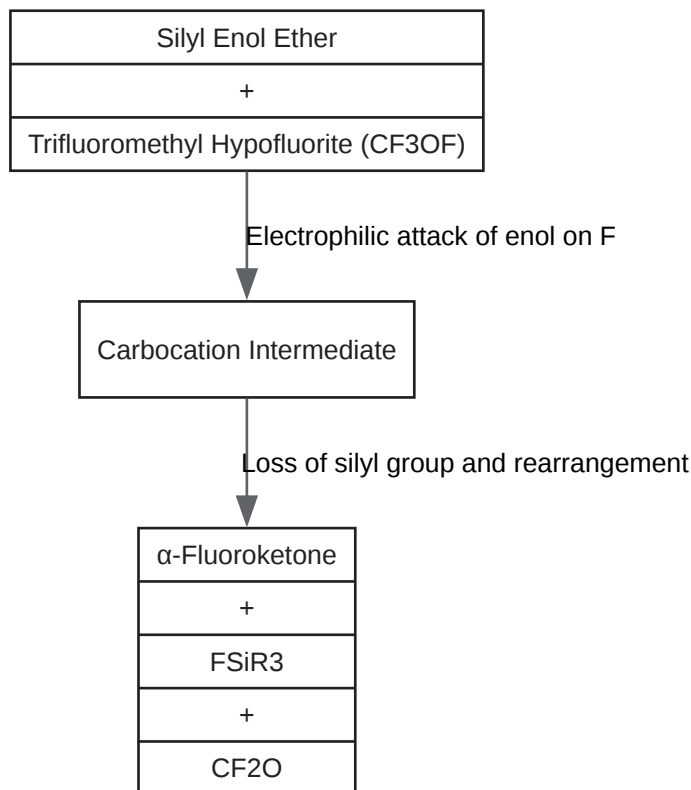 Silyl Enol Ether
+
Trifluoromethyl Hypofluorite (CF3OF)
Electrophilic attack of enol on F
Carbocation Intermediate
Loss of silyl group and rearrangement
α-Fluoroketone
+
FSiR3
+
CF2O